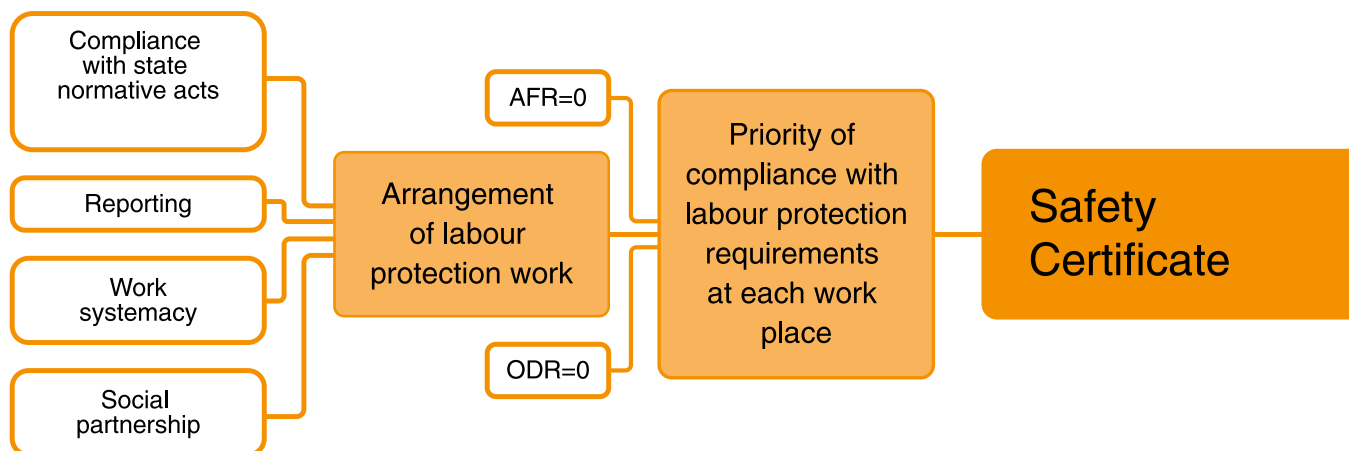 Compliance
with state
normative acts
Reporting
Work
systemacy
Social
partnership
Arrangement
of labour
protection work
AFR=0
ODR=0
Priority of
compliance with
labour protection
requirements
at each work
place
Safety
Certificate